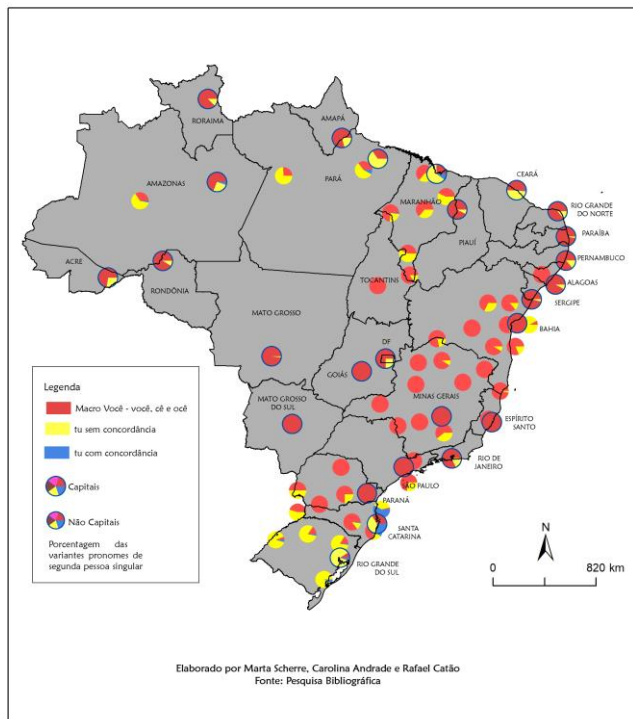 RORAIMA
AMAPÁ
AMAZONAS
PARÁ
MARANHÃO
CEARÁ
RIO GRANDE
DO NORTE
PARAÍBA
PIAUÍ
PERNAMBUCO
ACRE
RONDÔNIA
TOCANTINS
ALAGOAS
SERGIPE
BAHIA
MATO GROSSO
DF
GOIÁS
MINAS GERAIS
MATO GROSSO
DO SUL
ESPÍRITO
SANTO
RIO DE
JANEIRO
SÃO PAULO
PARANÁ
SANTA
CATARINA
RIO GRANDE
DO SUL
Legenda
Macro Você - você, cê e ocê
tu sem concordância
tu com concordância
Capitais
Não Capitais
Porcentagem das
variantes pronomes de
segunda pessoa singular
N
0 820 km
Elaborado por Marta Scherre, Carolina Andrade e Rafael Catão
Fonte: Pesquisa Bibliográfica